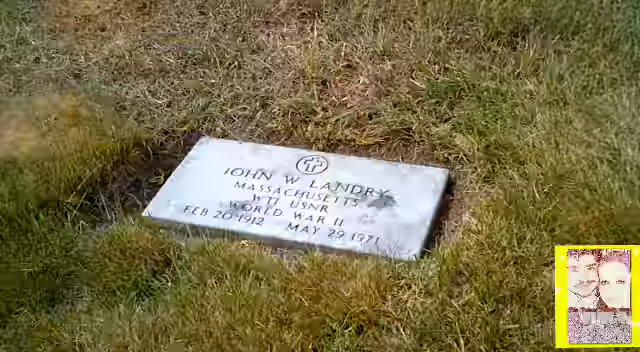 JOHN W LANDRY
MASSACHUSETTS
WT1 USNR
WORLD WAR II
FEB 20 1912 MAY 29 1971